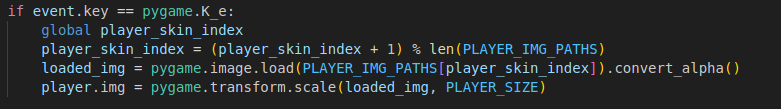 if event.key == pygame.K_e:
    global player_skin_index
    player_skin_index = (player_skin_index + 1) % len(PLAYER_IMG_PATHS)
    loaded_img = pygame.image.load(PLAYER_IMG_PATHS[player_skin_index]).convert_alpha()
    player.img = pygame.transform.scale(loaded_img, PLAYER_SIZE)